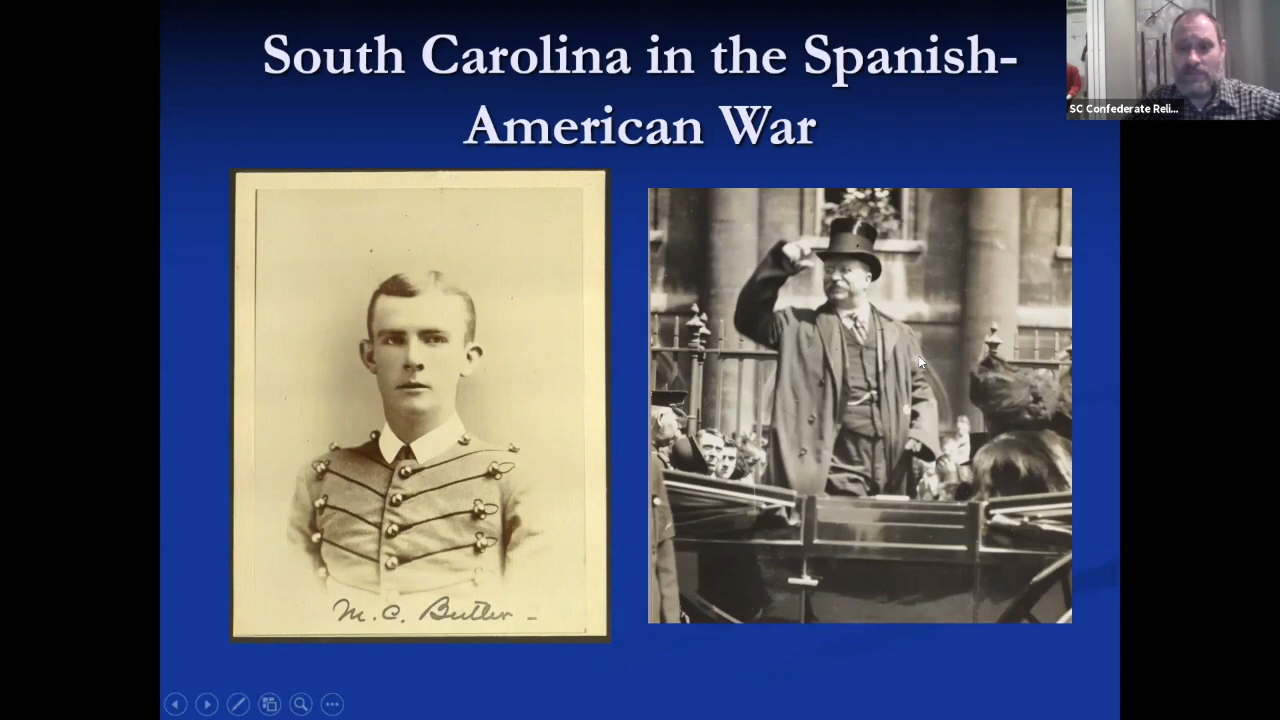 South Carolina in the Spanish-
American War
SC Confederate Reli...
M. C. Butler -